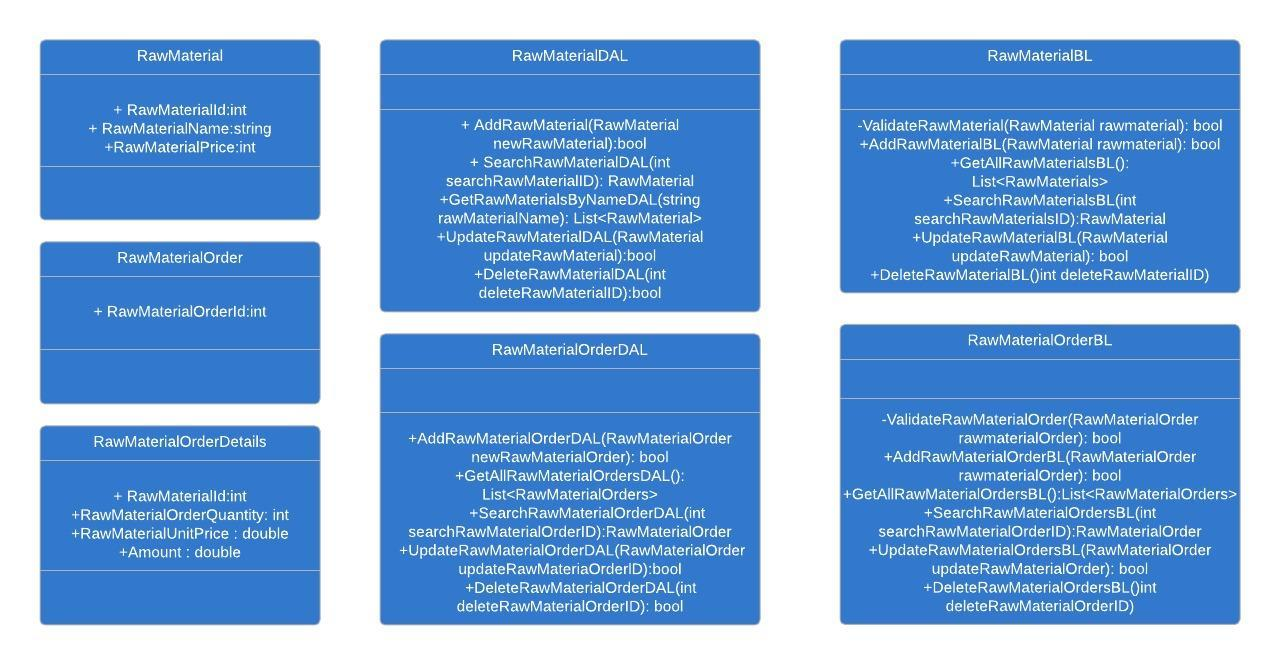 RawMaterial
+ RawMaterialId:int
+ RawMaterialName:string
+RawMaterialPrice:int
RawMaterialOrder
+ RawMaterialOrderId:int
RawMaterialOrderDetails
+ RawMaterialId:int
+RawMaterialOrderQuantity: int
+RawMaterialUnitPrice : double
+Amount : double
RawMaterialDAL
+ AddRawMaterial(RawMaterial
newRawMaterial):bool
+ SearchRawMaterialDAL(int
searchRawMaterialID): RawMaterial
+GetRawMaterialsByNameDAL(string
rawMaterialName): List<RawMaterial>
+UpdateRawMaterialDAL(RawMaterial
updateRawMaterial):bool
+DeleteRawMaterialDAL(int
deleteRawMaterialID):bool
RawMaterialOrderDAL
+AddRawMaterialOrderDAL(RawMaterialOrder
newRawMaterialOrder): bool
+GetAllRawMaterialOrdersDAL():
List<RawMaterialOrders>
+SearchRawMaterialOrderDAL(int
searchRawMaterialOrderID):RawMaterialOrder
+UpdateRawMaterialOrderDAL(RawMaterialOrder
updateRawMateriaOrderID):bool
+DeleteRawMaterialOrderDAL(int
deleteRawMaterialOrderID): bool
RawMaterialBL
-ValidateRawMaterial(RawMaterial rawmaterial): bool
+AddRawMaterialBL(RawMaterial rawmaterial): bool
+GetAllRawMaterialsBL():
List<RawMaterials>
+SearchRawMaterialsBL(int
searchRawMaterialsID):RawMaterial
+UpdateRawMaterialBL(RawMaterial
updateRawMaterial): bool
+DeleteRawMaterialBL()int deleteRawMaterialID)
RawMaterialOrderBL
-ValidateRawMaterialOrder(RawMaterialOrder
rawmaterialOrder): bool
+AddRawMaterialOrderBL(RawMaterialOrder
rawmaterialOrder): bool
+GetAllRawMaterialOrdersBL():List<RawMaterialOrders>
+SearchRawMaterialOrdersBL(int
searchRawMaterialOrderID):RawMaterialOrder
+UpdateRawMaterialOrdersBL(RawMaterialOrder
updateRawMaterialOrder): bool
+DeleteRawMaterialOrdersBL()int
deleteRawMaterialOrderID)